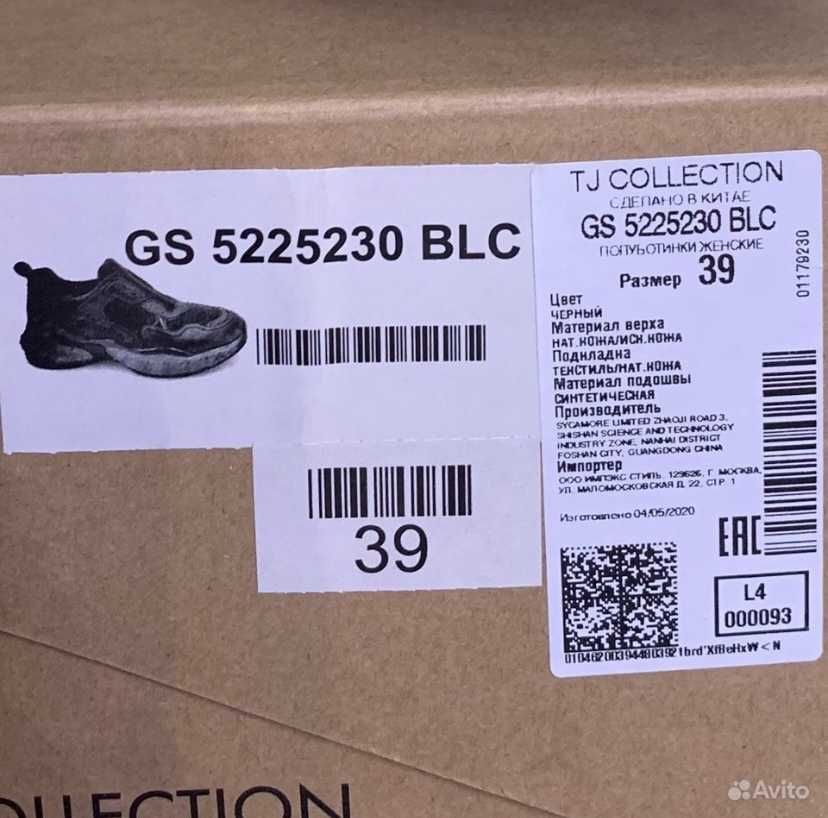 GS 5225230 BLC
39
TJ COLLECTION
СДЕЛАНО В КИТАЕ
GS 5225230 BLC
ПОЛУБОТИНКИ ЖЕНСКИЕ
Размер 39
01179230
Цвет
ЧЕРНЫЙ
Материал верха
НАТ.КОЖА/ИСК.КОЖА
Подкладка
ТЕКСТИЛЬ/НАТ.КОЖА
Материал подошвы
СИНТЕТИЧЕСКАЯ
Производитель
SYCAMORE LIMITED ZHAOJI ROAD 3,
SHISHAN SCIENCE AND TECHNOLOGY
INDUSTRY ZONE, NANHAI DISTRICT
FOSHAN CITY, GUANGDONG CHINA
Импортер
ООО ИМПЭКС СТИЛЬ, 129626, Г. МОСКВА,
УЛ. МАЛОМОСКОВСКАЯ Д. 22, СТР. 1
Изготовлено 04/05/2020
EAC
L4
000093
OLLECTION
Avito